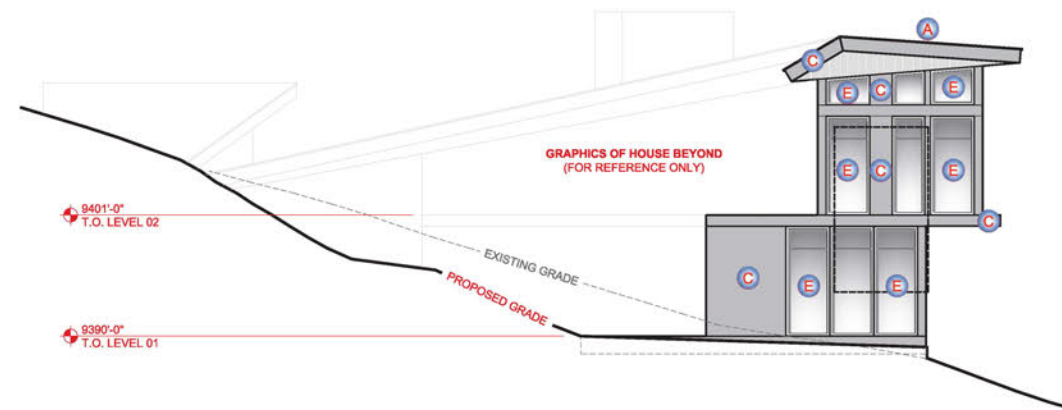 A
C
E
C
E
GRAPHICS OF HOUSE BEYOND
(FOR REFERENCE ONLY)
E
C
E
9401'-0"
T.O. LEVEL 02
C
EXISTING GRADE
PROPOSED GRADE
C
E
E
9390'-0"
T.O. LEVEL 01